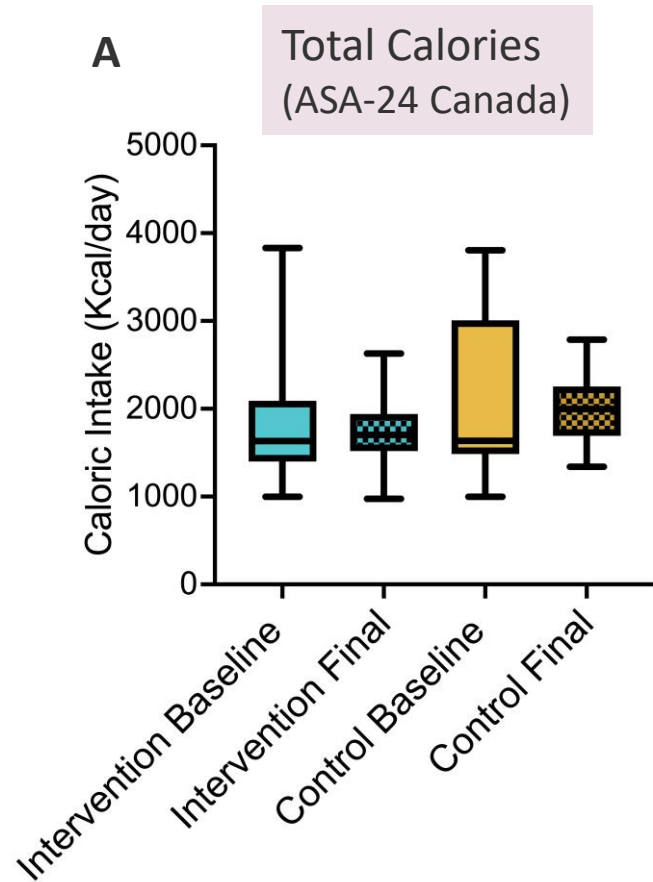 A
Total Calories
(ASA-24 Canada)
Caloric Intake (Kcal/day)
5000
4000
3000
2000
1000
0
Intervention Baseline
Intervention Final
Control Baseline
Control Final